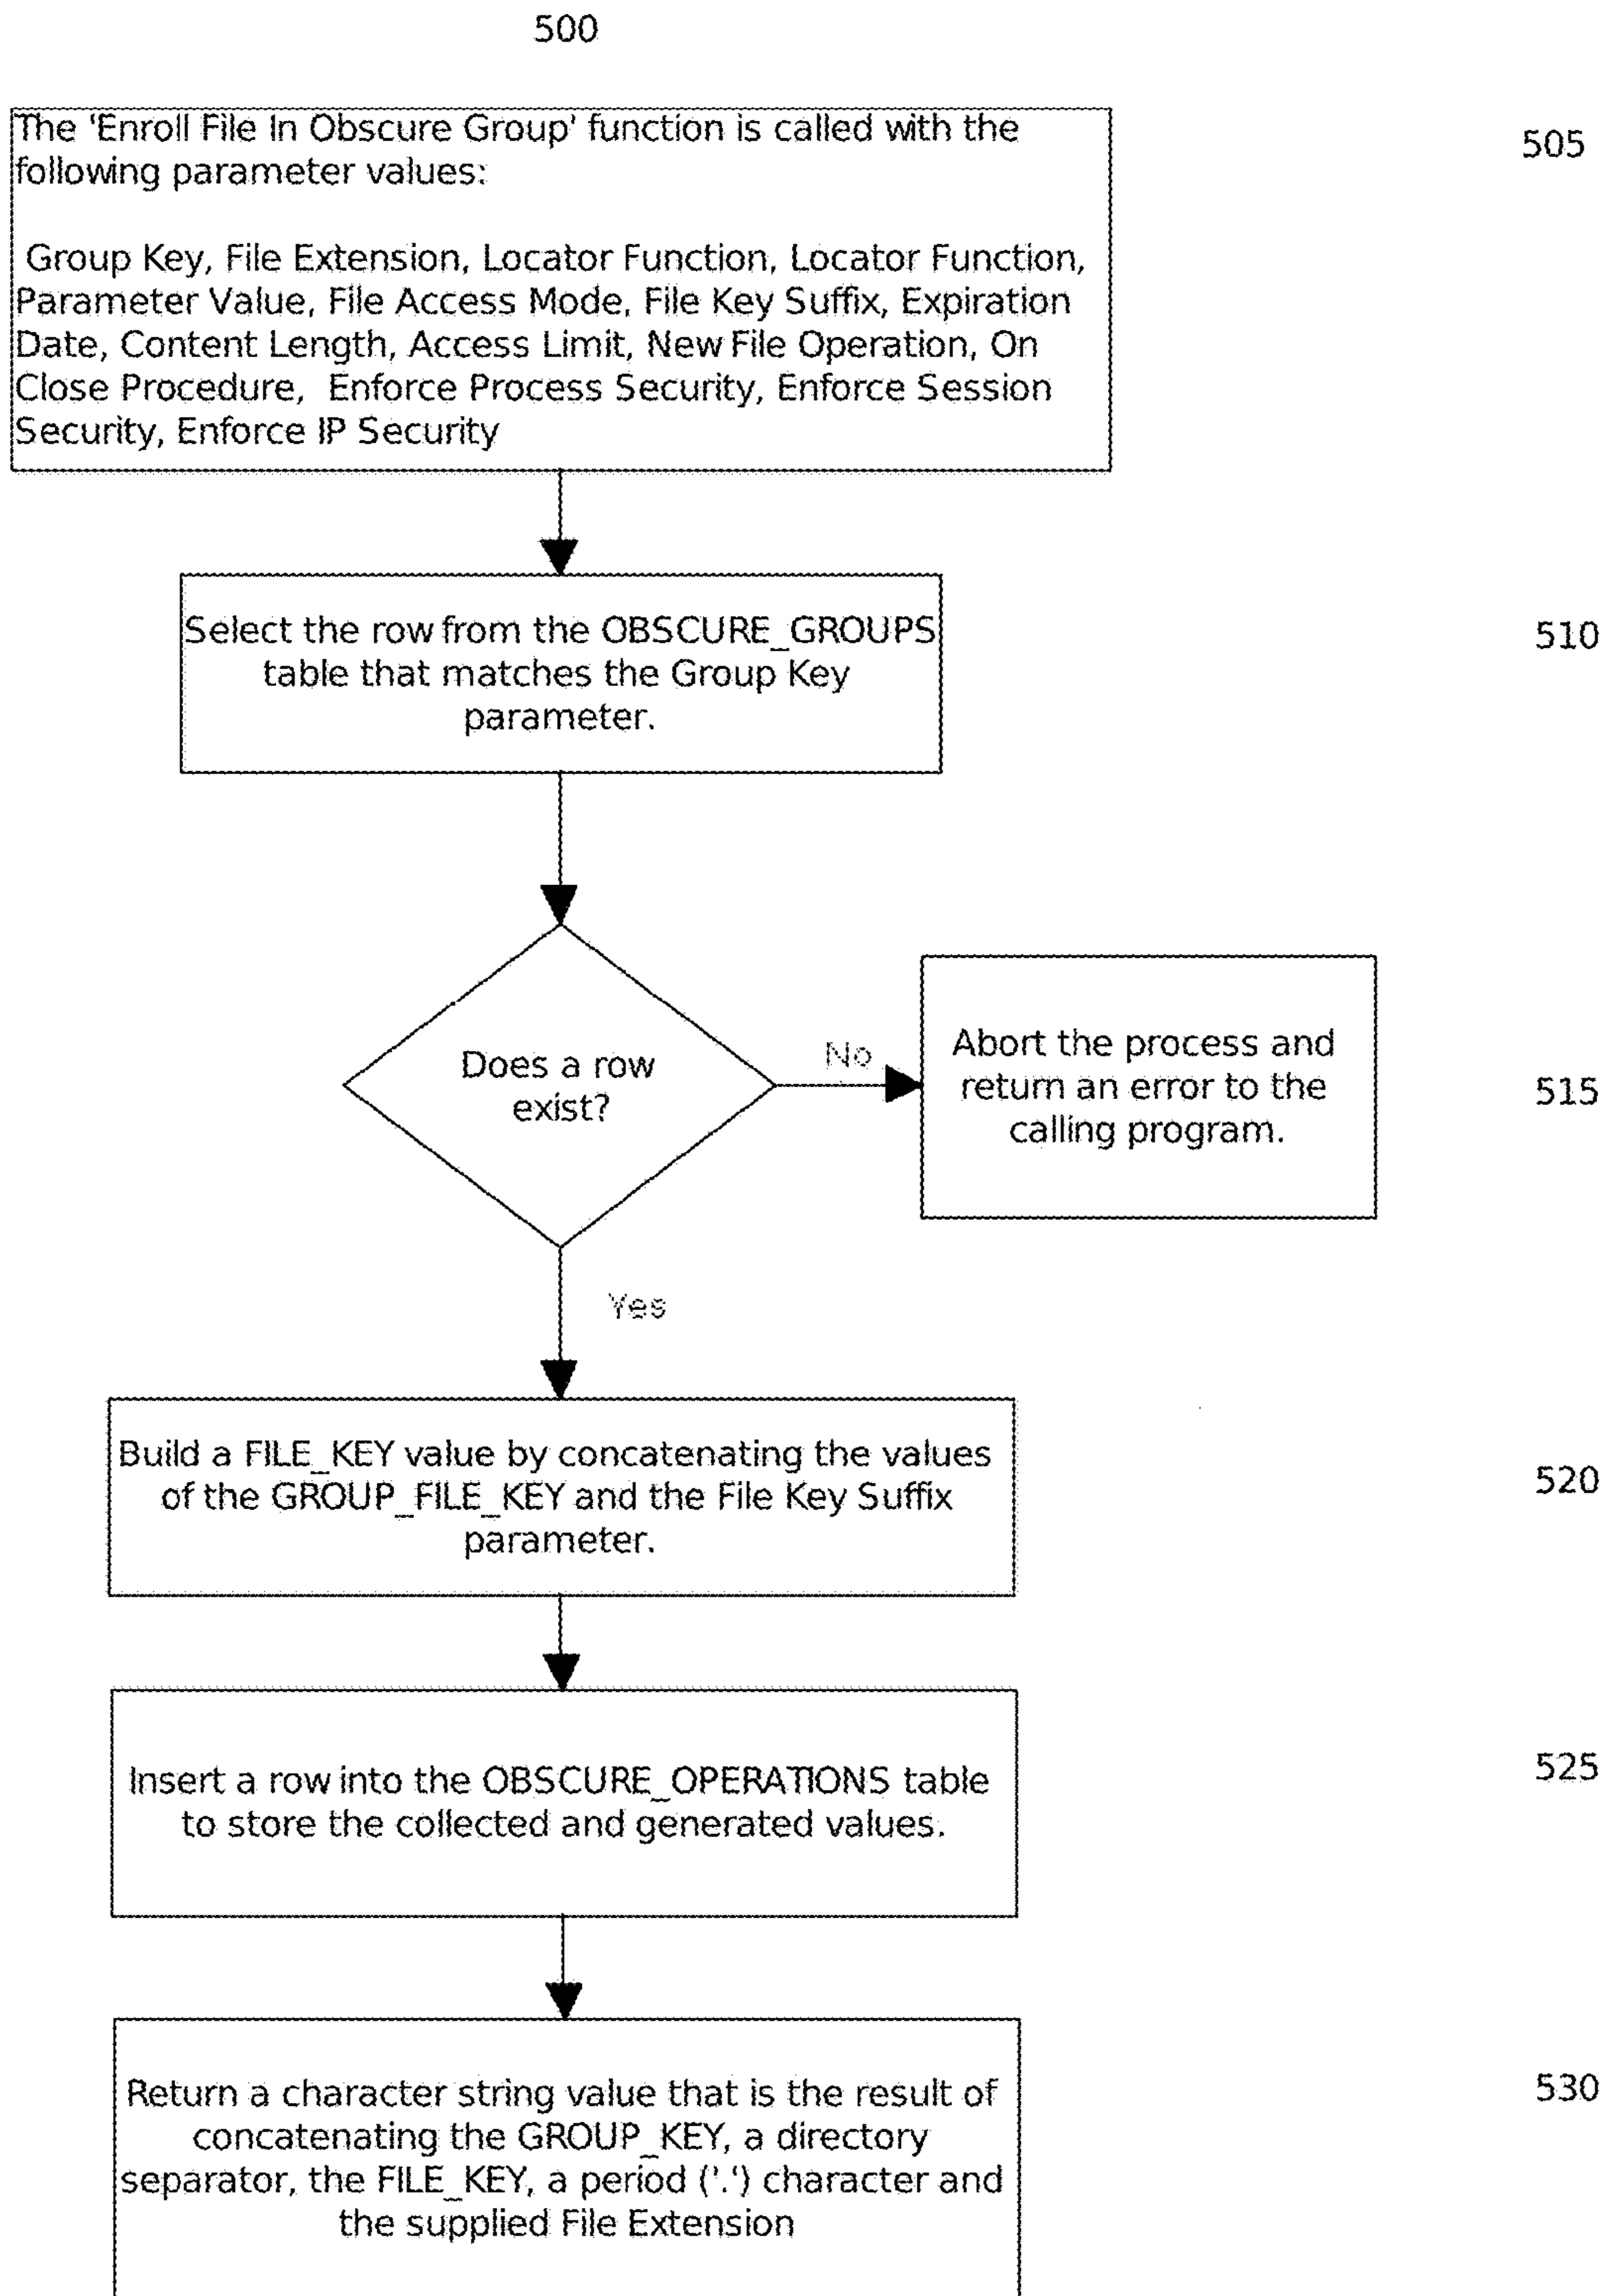 500
The 'Enroll File In Obscure Group' function is called with the
following parameter values:
505
Group Key, File Extension, Locator Function, Locator Function,
Parameter Value, File Access Mode, File Key Suffix, Expiration
Date, Content Length, Access Limit, New File Operation, On
Close Procedure, Enforce Process Security, Enforce Session
Security, Enforce IP Security
Select the row from the OBSCURE_GROUPS
table that matches the Group Key
parameter.
510
Does a row
exist?
No
Abort the process and
return an error to the
calling program.
515
Yes
Build a FILE_KEY value by concatenating the values
of the GROUP_FILE_KEY and the File Key Suffix
parameter.
520
Insert a row into the OBSCURE_OPERATIONS table
to store the collected and generated values.
525
Return a character string value that is the result of
concatenating the GROUP_KEY, a directory
separator, the FILE_KEY, a period ('.') character and
the supplied File Extension
530